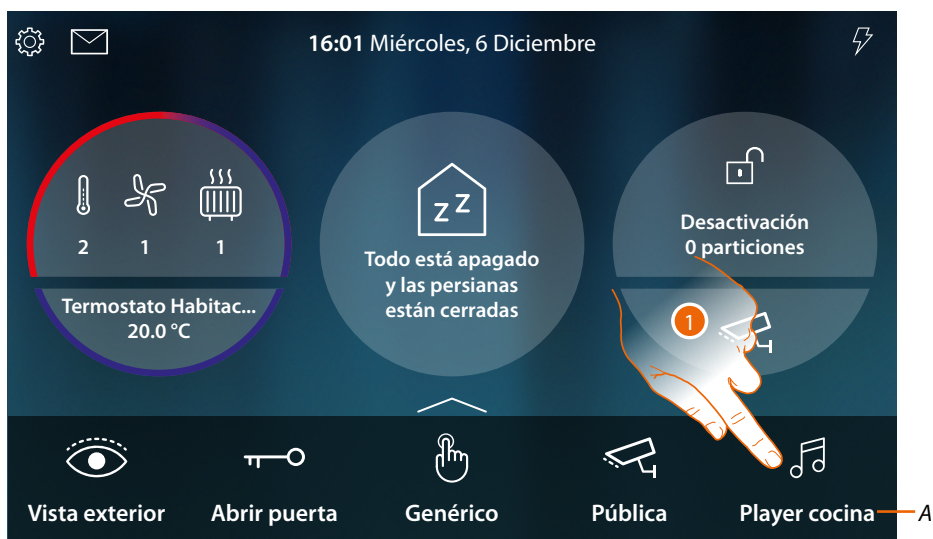 16:01 Miércoles, 6 Diciembre
2 1 1
Termostato Habitac...
20.0 °C
zZ
Todo está apagado
y las persianas
están cerradas
Desactivación
0 particiones
1
Vista exterior
Abrir puerta
Genérico
Pública
Player cocina
A